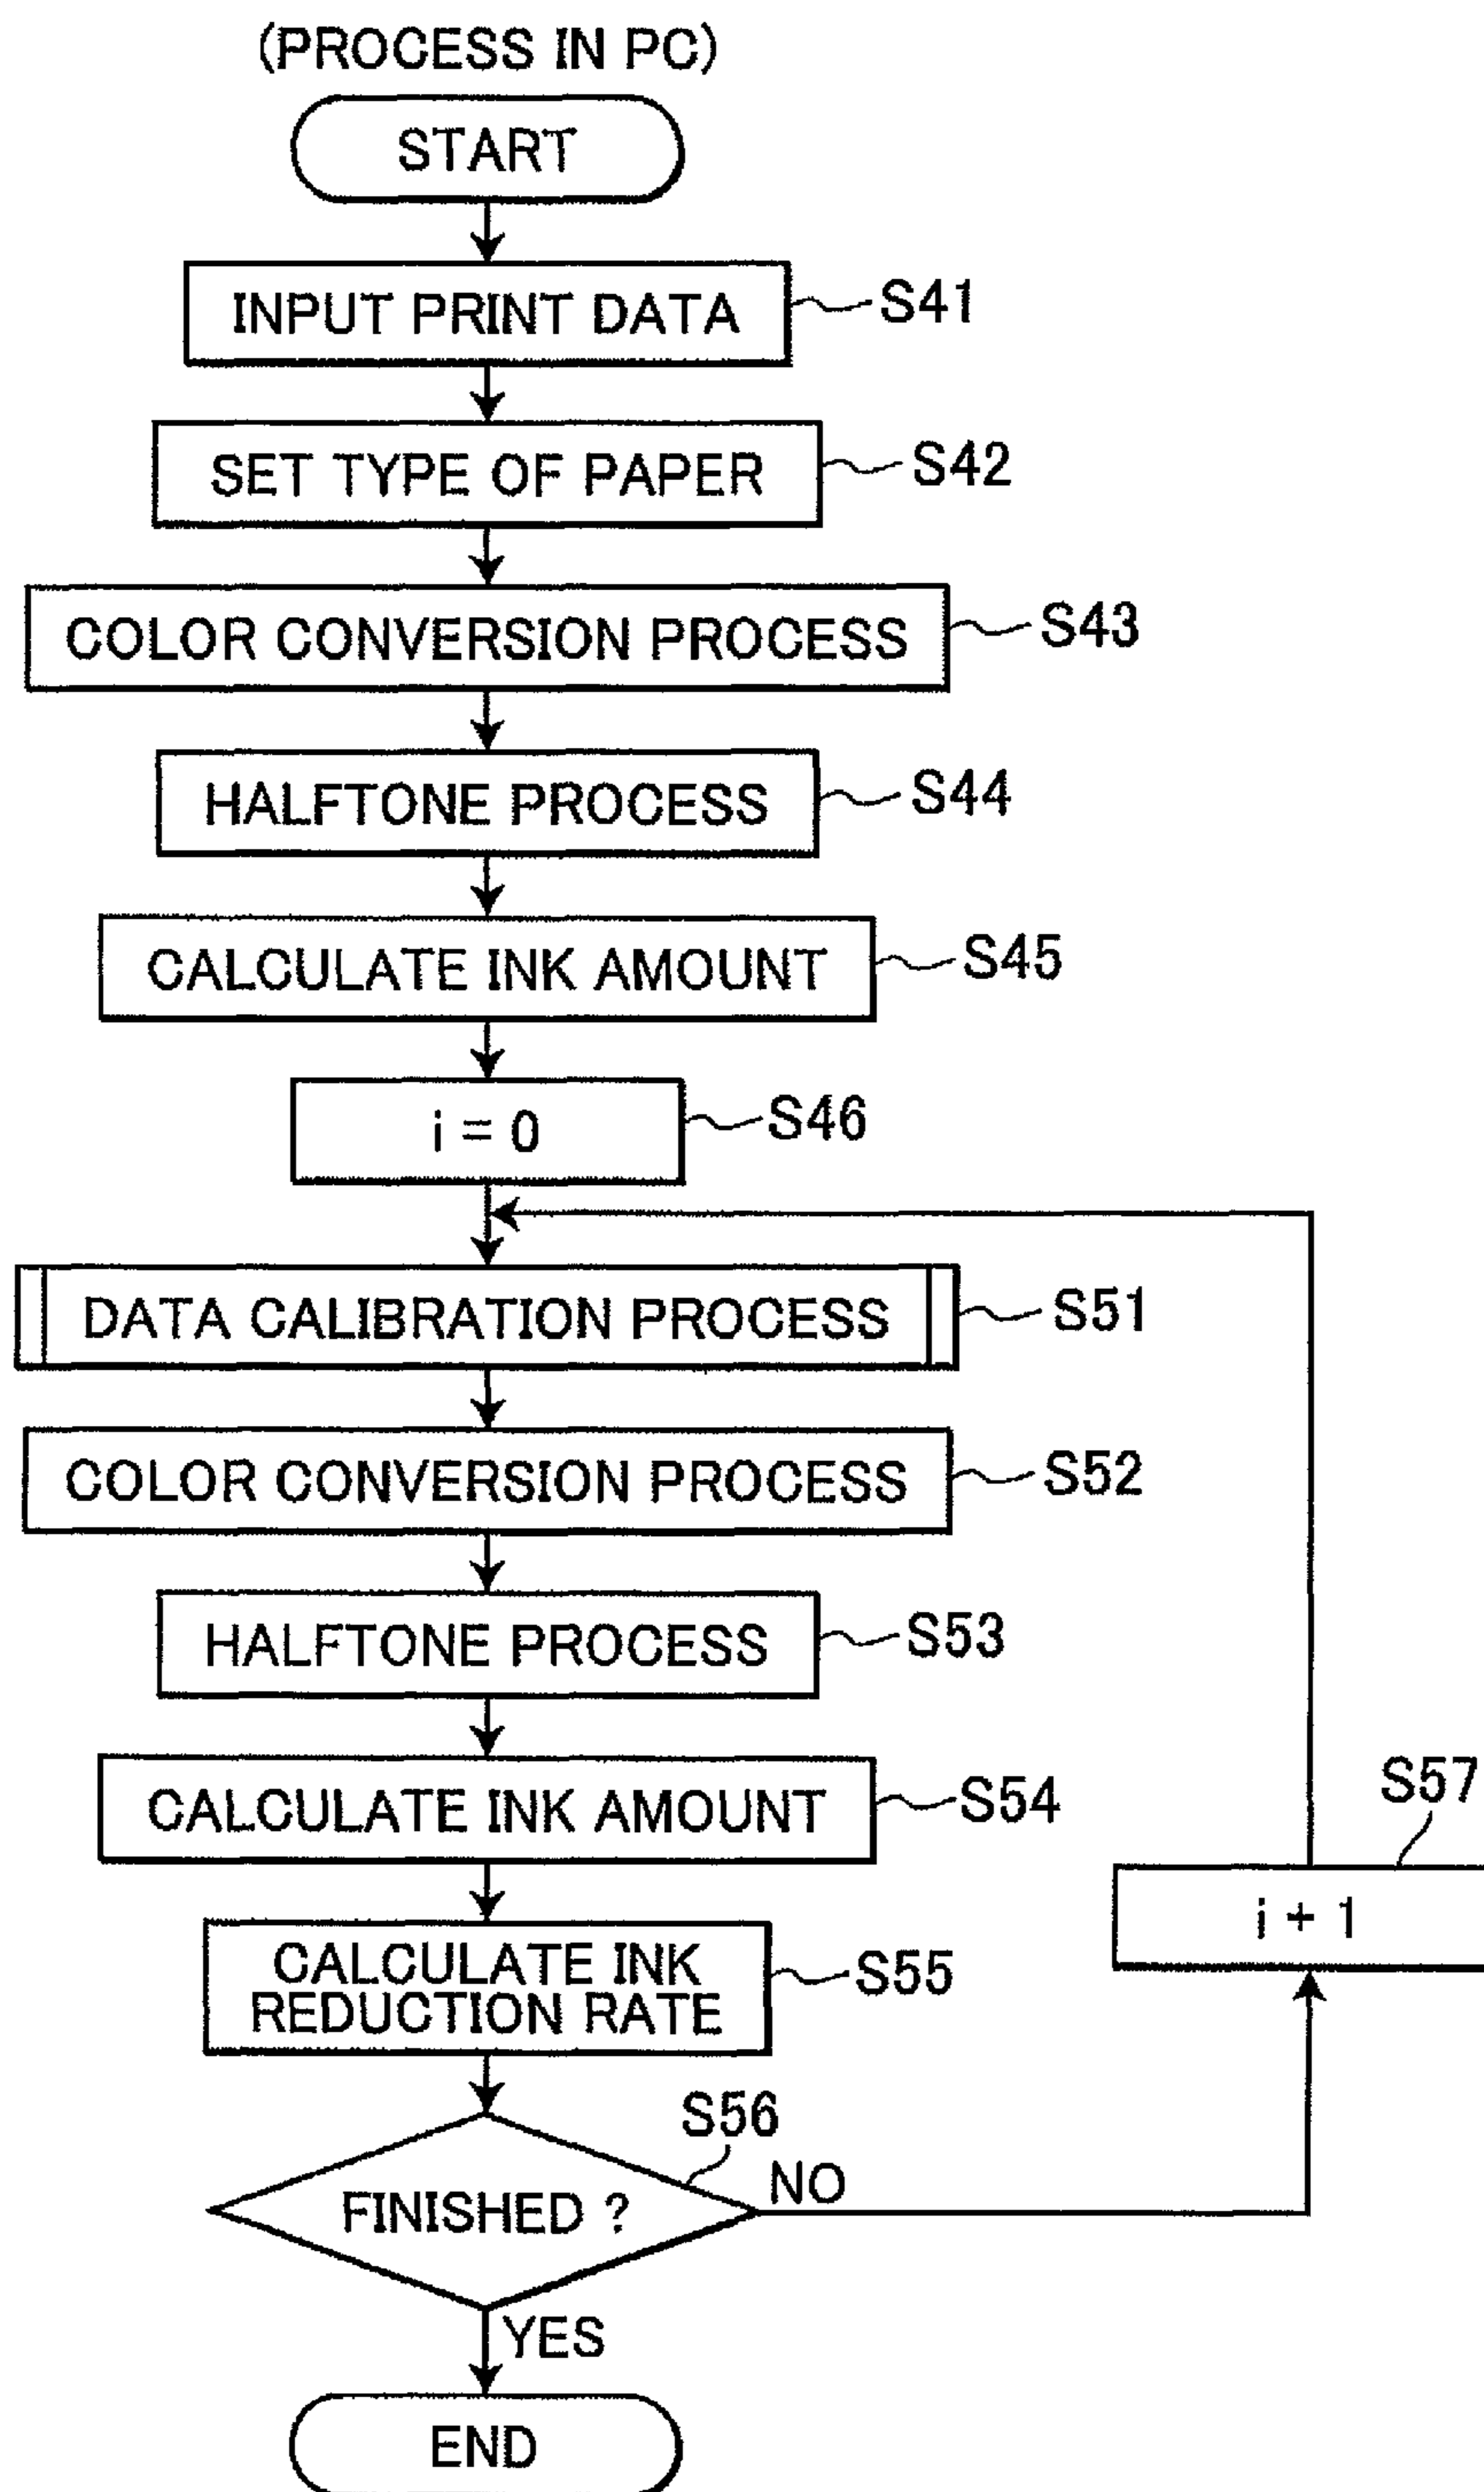 (PROCESS IN PC)
START
INPUT PRINT DATA
S41
SET TYPE OF PAPER
S42
COLOR CONVERSION PROCESS
S43
HALFTONE PROCESS
S44
CALCULATE INK AMOUNT
S45
i = 0
S46
DATA CALIBRATION PROCESS
S51
COLOR CONVERSION PROCESS
S52
HALFTONE PROCESS
S53
CALCULATE INK AMOUNT
S54
S57
i + 1
CALCULATE INK
REDUCTION RATE
S55
S56
FINISHED ?
NO
YES
END